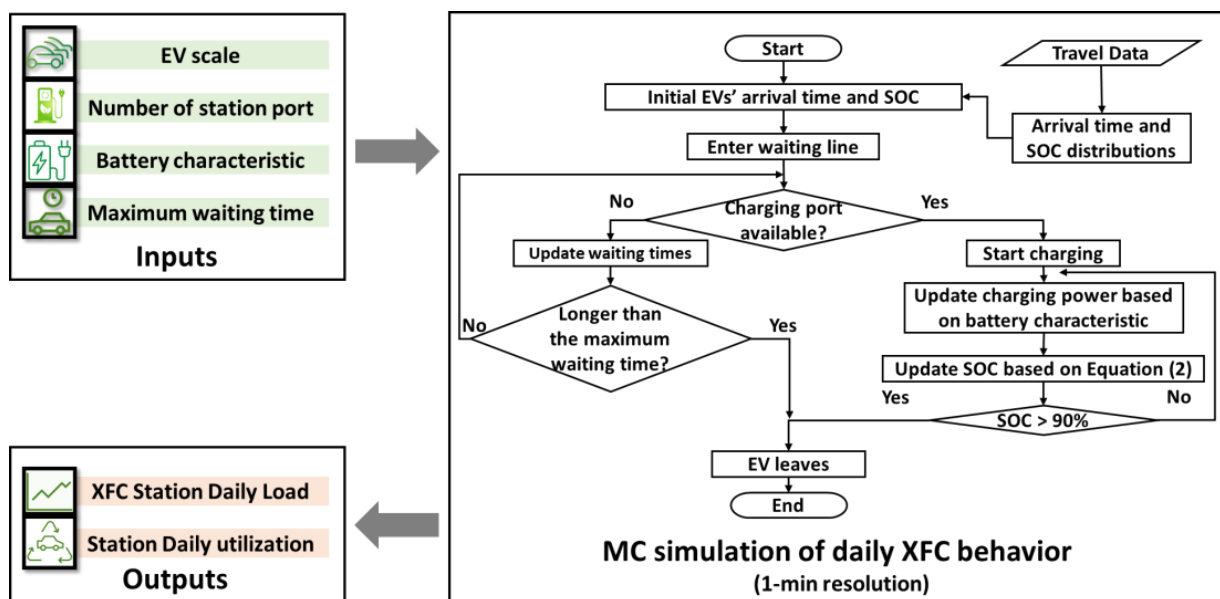 EV scale
Number of station port
Battery characteristic
Maximum waiting time
Inputs
XFC Station Daily Load
Station Daily utilization
Outputs
Start
Travel Data
Initial EVs' arrival time and SOC
Arrival time and
SOC distributions
Enter waiting line
No
Charging port
available?
Yes
Update waiting times
Start charging
No
Longer than
the maximum
waiting time?
Yes
Update charging power based
on battery characteristic
Update SOC based on Equation (2)
Yes
No
SOC > 90%
EV leaves
End
MC simulation of daily XFC behavior
(1-min resolution)